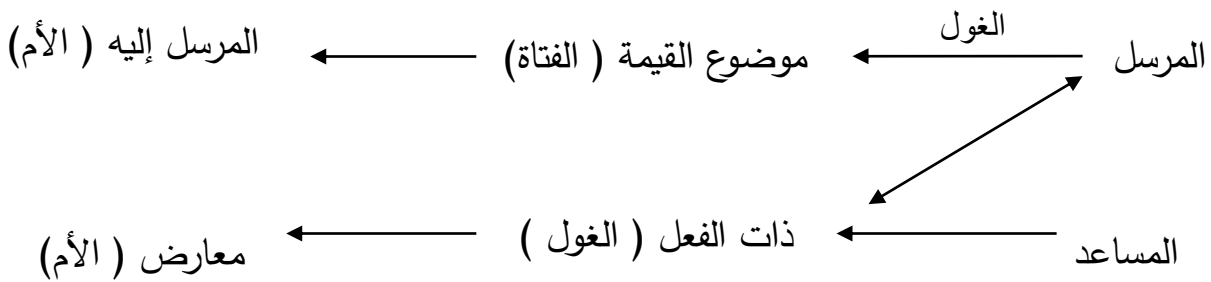 الغول
المرسل موضوع القيمة ( الفتاة) المرسل إليه ( الأم)
المساعد ذات الفعل ( الغول ) معارض ( الأم)